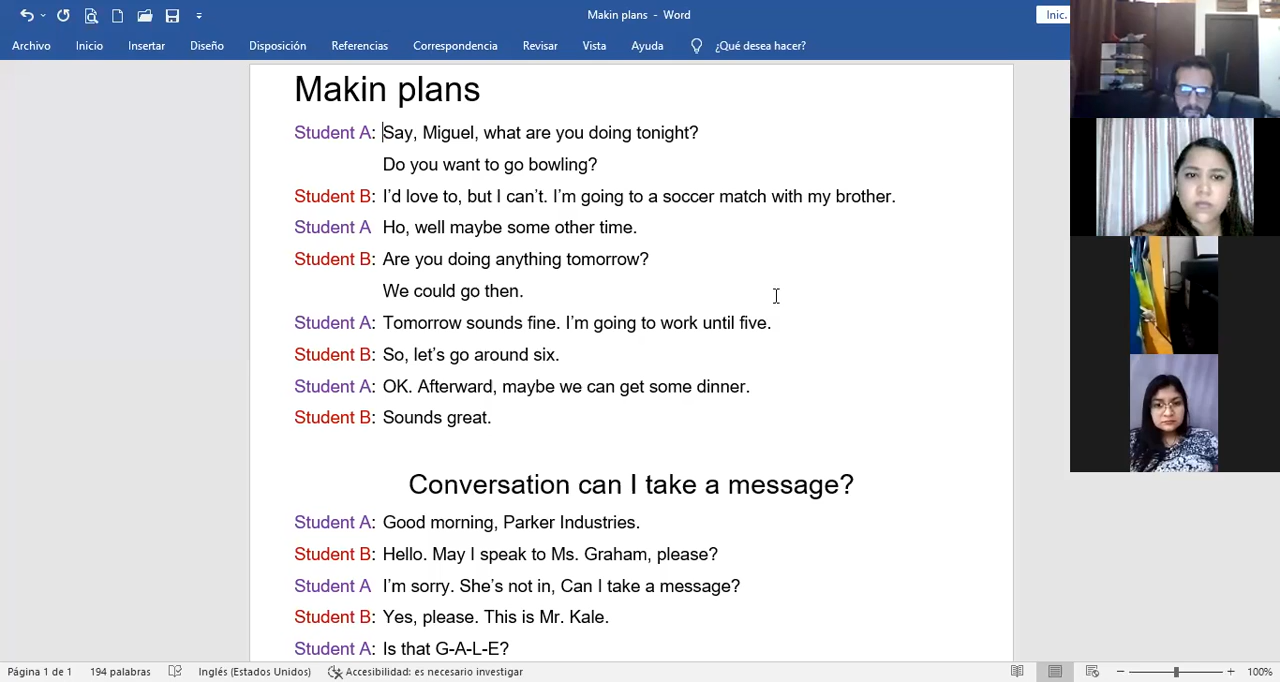 Makin plans - Word
Inic.
Archivo Inicio Insertar Diseño Disposición Referencias Correspondencia Revisar Vista Ayuda ¿Qué desea hacer?
Makin plans
Student A: Say, Miguel, what are you doing tonight?
Do you want to go bowling?
Student B: I'd love to, but I can't. I'm going to a soccer match with my brother.
Student A Ho, well maybe some other time.
Student B: Are you doing anything tomorrow?
We could go then.
Student A: Tomorrow sounds fine. I'm going to work until five.
Student B: So, let's go around six.
Student A: OK. Afterward, maybe we can get some dinner.
Student B: Sounds great.
Conversation can I take a message?
Student A: Good morning, Parker Industries.
Student B: Hello. May I speak to Ms. Graham, please?
Student A I'm sorry. She's not in, Can I take a message?
Student B: Yes, please. This is Mr. Kale.
Student A: Is that G-A-L-E?
Página 1 de 1 194 palabras Inglés (Estados Unidos) Accesibilidad: es necesario investigar 100%